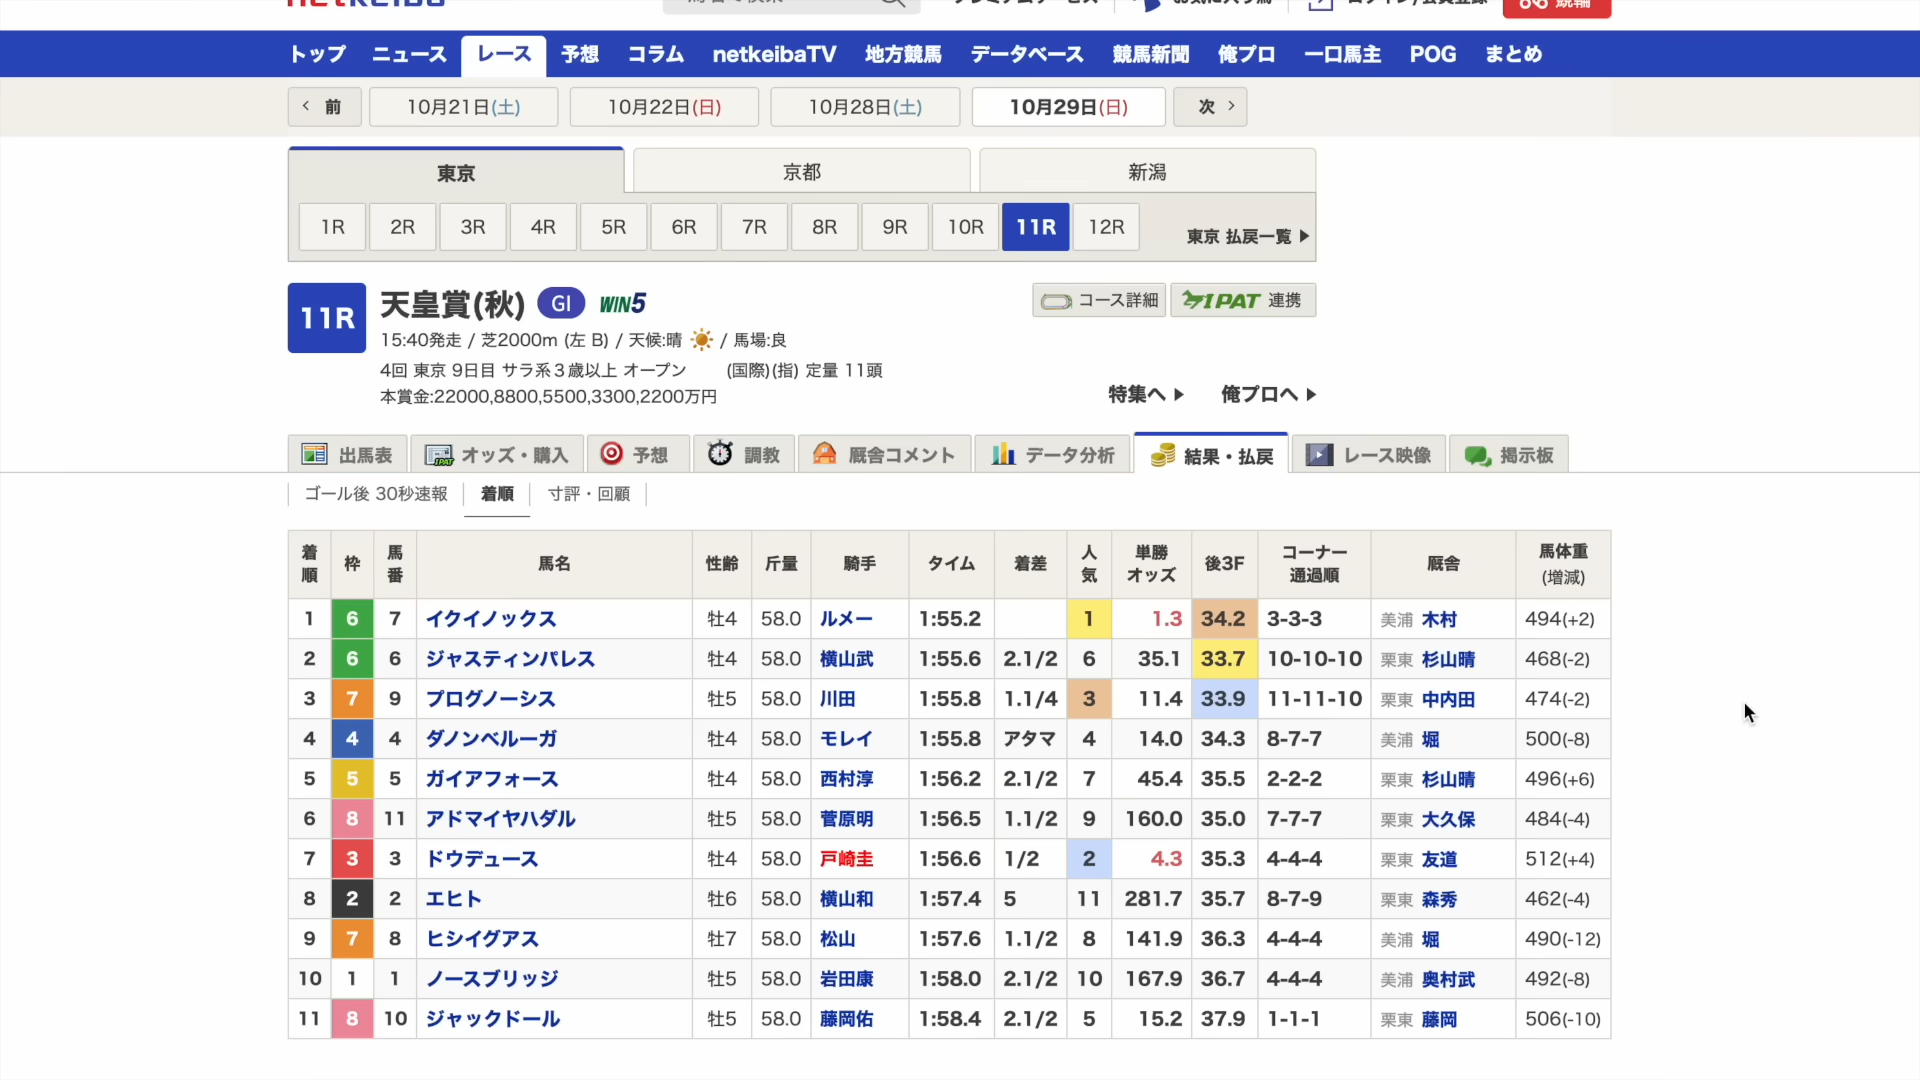 netkeiba
プレミアムサービス お気に入り馬 ログイン/会員登録 競輪
トップ ニュース レース 予想 コラム netkeibaTV 地方競馬 データベース 競馬新聞 俺プロ 一口馬主 POG まとめ
前 10月21日(土) 10月22日(日) 10月28日(土) 10月29日(日) 次
東京 京都 新潟
1R 2R 3R 4R 5R 6R 7R 8R 9R 10R 11R 12R 東京 払戻一覧
11R 天皇賞(秋) GI WIN5 コース詳細 IPAT 連携
15:40発走 / 芝2000m (左 B) / 天候:晴 / 馬場:良
4回 東京 9日目 サラ系3歳以上 オープン (国際)(指) 定量 11頭
本賞金:22000,8800,5500,3300,2200万円
特集へ 俺プロへ
出馬表 オッズ・購入 予想 調教 厩舎コメント データ分析 結果・払戻 レース映像 掲示板
ゴール後 30秒速報 着順 寸評・回顧
着順 枠 馬番 馬名 性齢 斤量 騎手 タイム 着差 人気 単勝オッズ 後3F コーナー通過順 厩舎 馬体重(増減)
1 6 7 イクイノックス 牡4 58.0 ルメー 1:55.2 1 1.3 34.2 3-3-3 美浦 木村 494(+2)
2 6 6 ジャスティンパレス 牡4 58.0 横山武 1:55.6 2.1/2 6 35.1 33.7 10-10-10 栗東 杉山晴 468(-2)
3 7 9 プログノーシス 牡5 58.0 川田 1:55.8 1.1/4 3 11.4 33.9 11-11-10 栗東 中内田 474(-2)
4 4 4 ダノンベルーガ 牡4 58.0 モレイ 1:55.8 アタマ 4 14.0 34.3 8-7-7 美浦 堀 500(-8)
5 5 5 ガイアフォース 牡4 58.0 西村淳 1:56.2 2.1/2 7 45.4 35.5 2-2-2 栗東 杉山晴 496(+6)
6 8 11 アドマイヤハダル 牡5 58.0 菅原明 1:56.5 1.1/2 9 160.0 35.0 7-7-7 栗東 大久保 484(-4)
7 3 3 ドウデュース 牡4 58.0 戸崎圭 1:56.6 1/2 2 4.3 35.3 4-4-4 栗東 友道 512(+4)
8 2 2 エヒト 牡6 58.0 横山和 1:57.4 5 11 281.7 35.7 8-7-9 栗東 森秀 462(-4)
9 7 8 ヒシイグアス 牡7 58.0 松山 1:57.6 1.1/2 8 141.9 36.3 4-4-4 美浦 堀 490(-12)
10 1 1 ノースブリッジ 牡5 58.0 岩田康 1:58.0 2.1/2 10 167.9 36.7 4-4-4 美浦 奥村武 492(-8)
11 8 10 ジャックドール 牡5 58.0 藤岡佑 1:58.4 2.1/2 5 15.2 37.9 1-1-1 栗東 藤岡 506(-10)